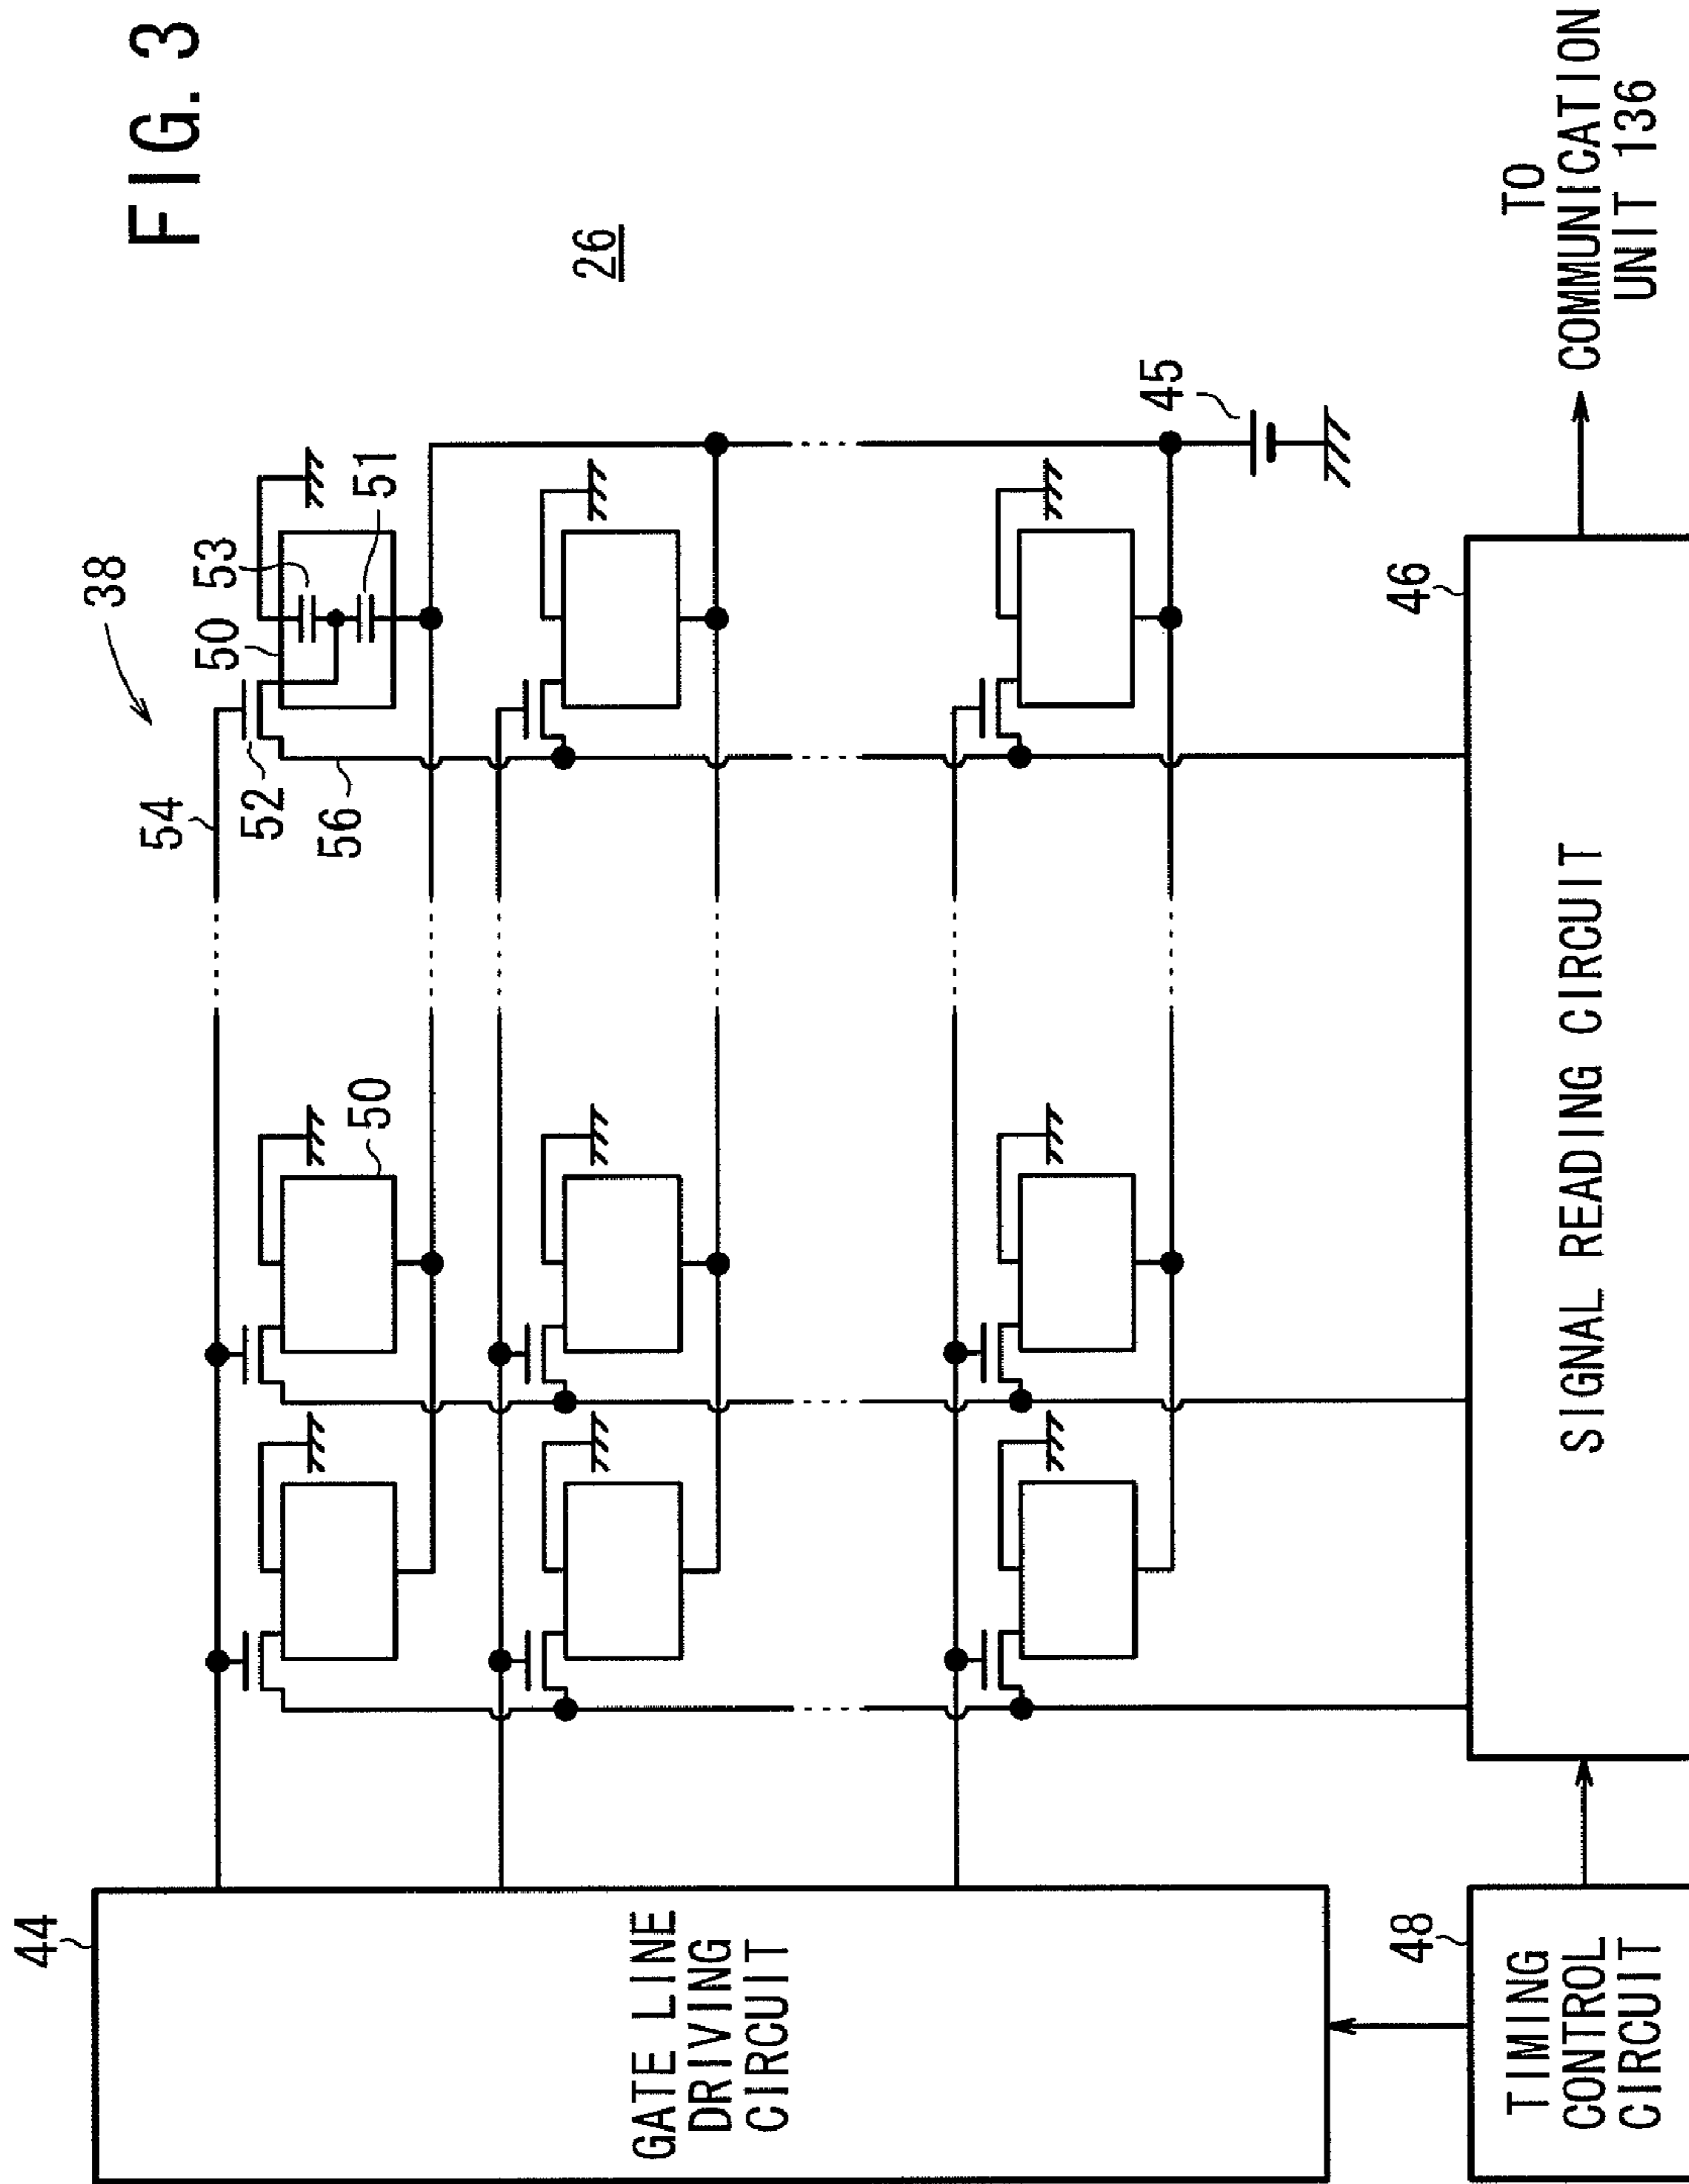 FIG. 3
26
38
44
54
52
56
50
53
51
50
45
GATE LINE
DRIVING
CIRCUIT
48
TIMING
CONTROL
CIRCUIT
46
SIGNAL READING CIRCUIT
TO
COMMUNICATION
UNIT 136